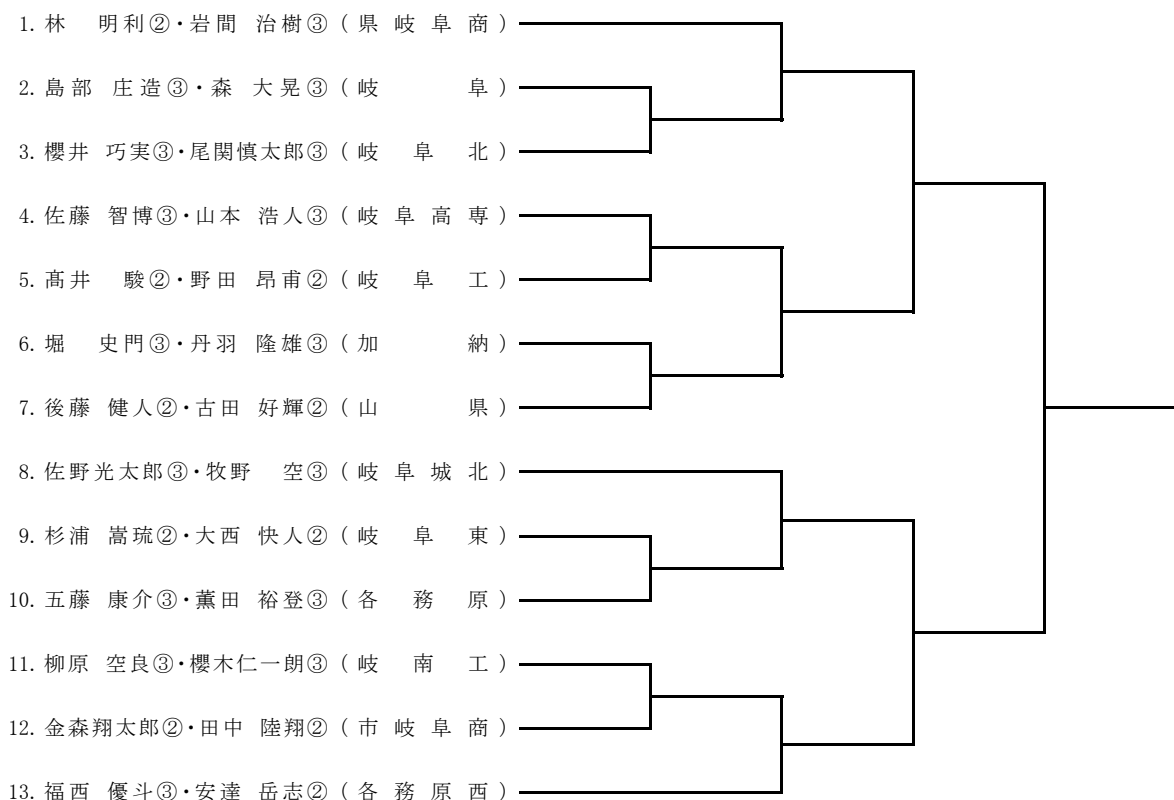 1. 林 明利②・岩間 治樹③ ( 県 岐 阜 商 )
2. 島部 庄造③・森 大晃③ ( 岐 阜 )
3. 櫻井 巧実③・尾関慎太郎③ ( 岐 阜 北 )
4. 佐藤 智博③・山本 浩人③ ( 岐 阜 高 専 )
5. 髙井 駿②・野田 昂甫② ( 岐 阜 工 )
6. 堀 史門③・丹羽 隆雄③ ( 加 納 )
7. 後藤 健人②・古田 好輝② ( 山 県 )
8. 佐野光太郎③・牧野 空③ ( 岐 阜 城 北 )
9. 杉浦 嵩琉②・大西 快人② ( 岐 阜 東 )
10. 五藤 康介③・薫田 裕登③ ( 各 務 原 )
11. 柳原 空良③・櫻木仁一朗③ ( 岐 南 工 )
12. 金森翔太郎②・田中 陸翔② ( 市 岐 阜 商 )
13. 福西 優斗③・安達 岳志② ( 各 務 原 西 )